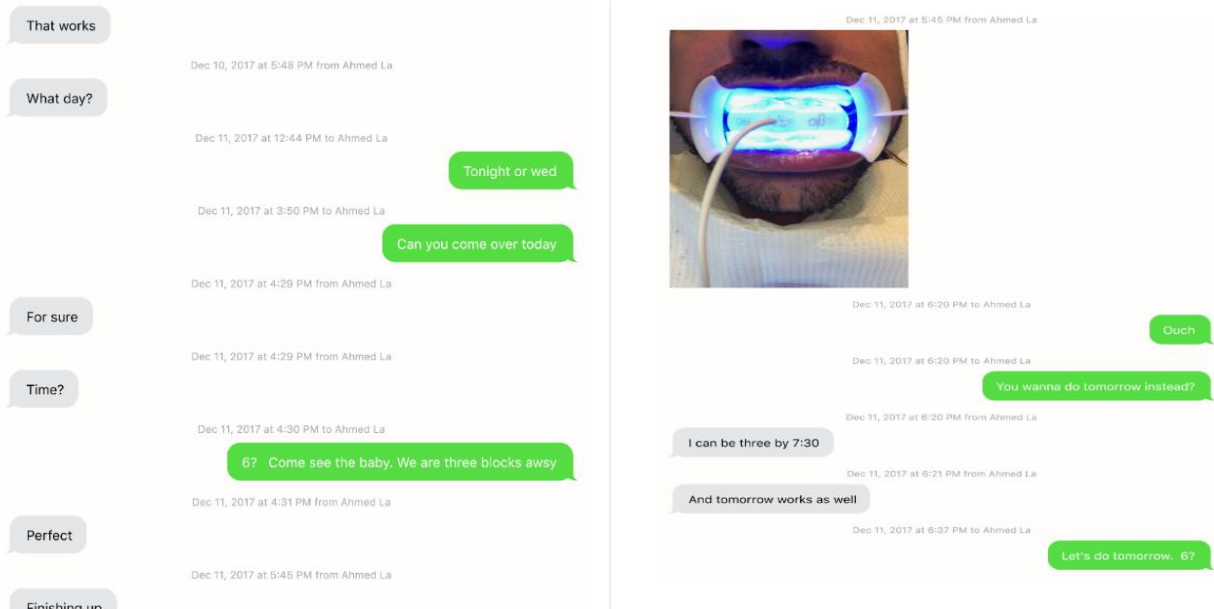 That works
Dec 10, 2017 at 5:48 PM from Ahmed La
What day?
Dec 11, 2017 at 12:44 PM to Ahmed La
Tonight or wed
Dec 11, 2017 at 3:50 PM to Ahmed La
Can you come over today
Dec 11, 2017 at 4:29 PM from Ahmed La
For sure
Dec 11, 2017 at 4:29 PM from Ahmed La
Time?
Dec 11, 2017 at 4:30 PM to Ahmed La
6? Come see the baby. We are three blocks awsy
Dec 11, 2017 at 4:31 PM from Ahmed La
Perfect
Dec 11, 2017 at 5:45 PM from Ahmed La
Finishing up
Dec 11, 2017 at 5:45 PM from Ahmed La
Dec 11, 2017 at 6:20 PM to Ahmed La
Ouch
Dec 11, 2017 at 6:20 PM to Ahmed La
You wanna do tomorrow instead?
Dec 11, 2017 at 6:20 PM from Ahmed La
I can be three by 7:30
Dec 11, 2017 at 6:21 PM from Ahmed La
And tomorrow works as well
Dec 11, 2017 at 6:37 PM to Ahmed La
Let's do tomorrow. 6?